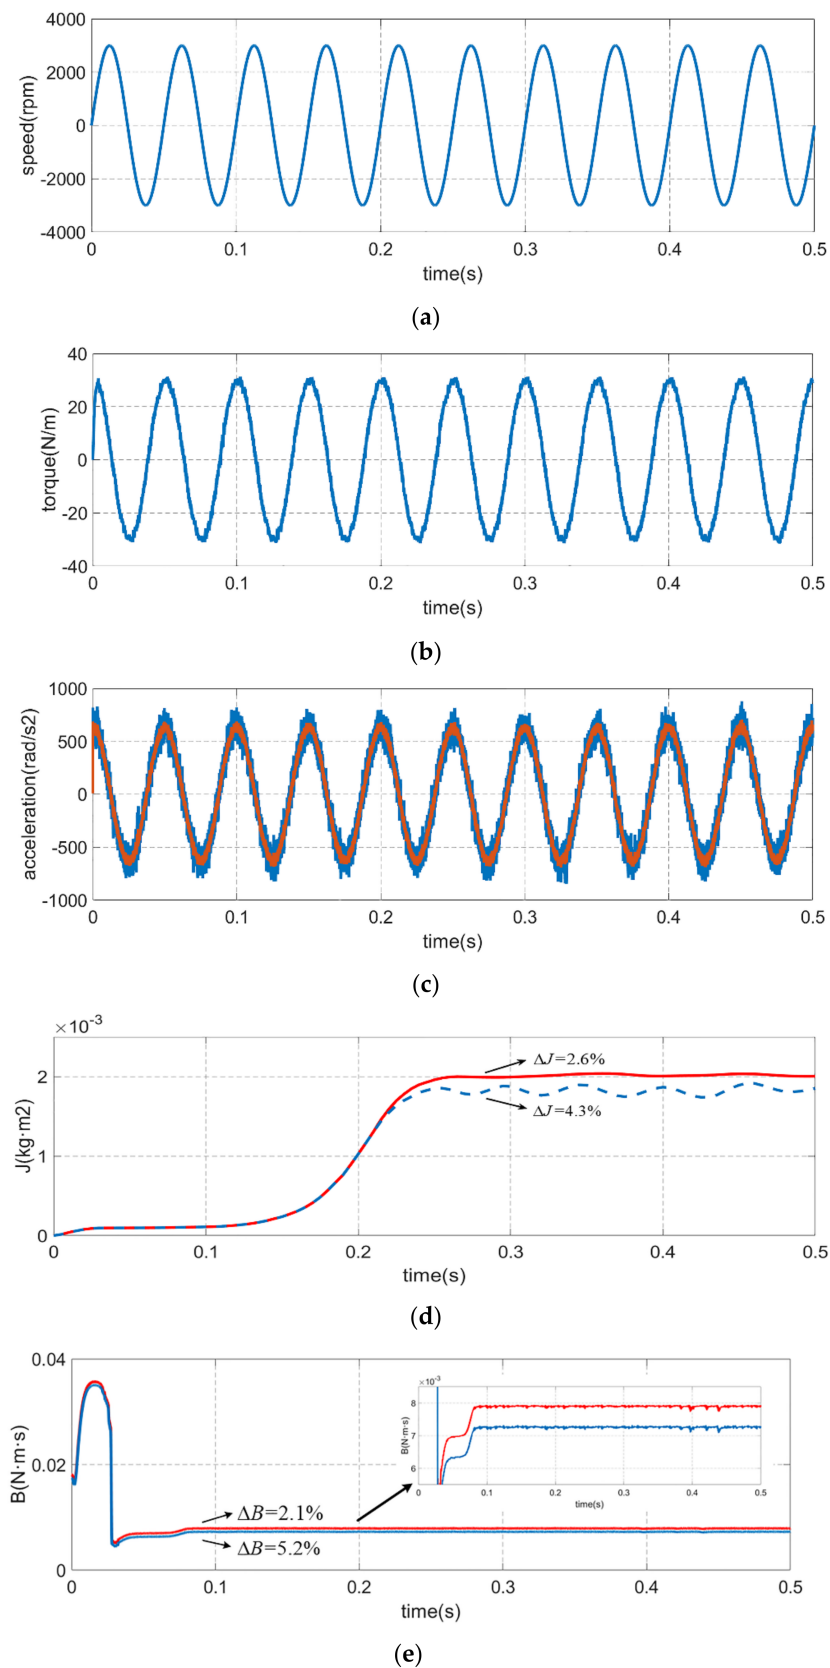 4000
2000
0
-2000
-4000
speed(rpm)
0 0.1 0.2 0.3 0.4 0.5
time(s)
(a)
40
20
0
-20
-40
torque(N/m)
0 0.1 0.2 0.3 0.4 0.5
time(s)
(b)
1000
500
0
-500
-1000
acceleration(rad/s2)
0 0.1 0.2 0.3 0.4 0.5
time(s)
(c)
×10-3
2
1
0
J(kg·m2)
ΔJ=2.6%
ΔJ=4.3%
0 0.1 0.2 0.3 0.4 0.5
time(s)
(d)
0.04
0.02
0
B(N·m·s)
×10-3
8
7
6
B(N·m·s)
0 0.1 0.2 0.3 0.4 0.5
time(s)
ΔB=2.1%
ΔB=5.2%
0 0.1 0.2 0.3 0.4 0.5
time(s)
(e)